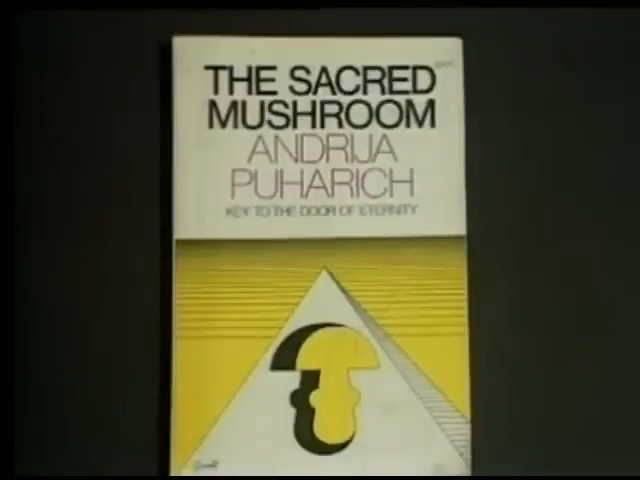 THE SACRED
MUSHROOM
ANDRIJA
PUHARICH
KEY TO THE DOOR OF ETERNITY